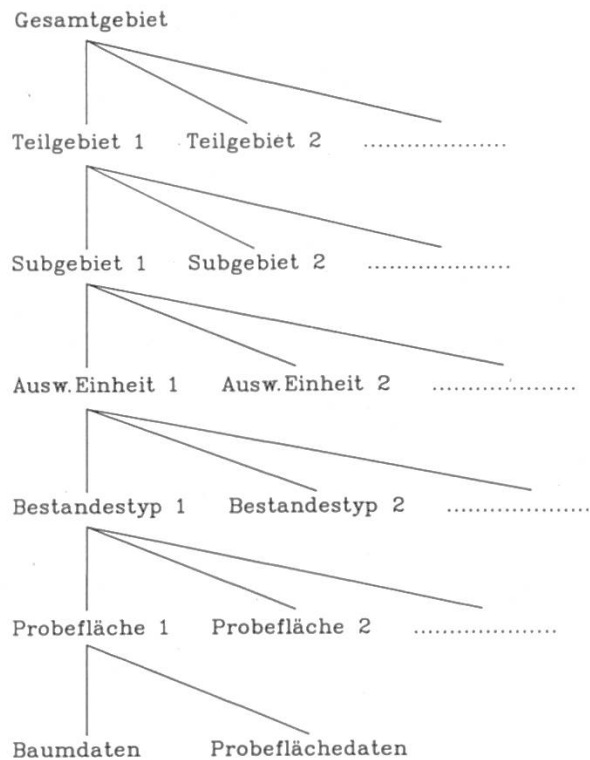 Gesamtgebiet
Teilgebiet 1 Teilgebiet 2 ....................
Subgebiet 1 Subgebiet 2 ....................
Ausw.Einheit 1 Ausw.Einheit 2 ....................
Bestandestyp 1 Bestandestyp 2 ....................
Probefläche 1 Probefläche 2 ....................
Baumdaten Probeflächedaten